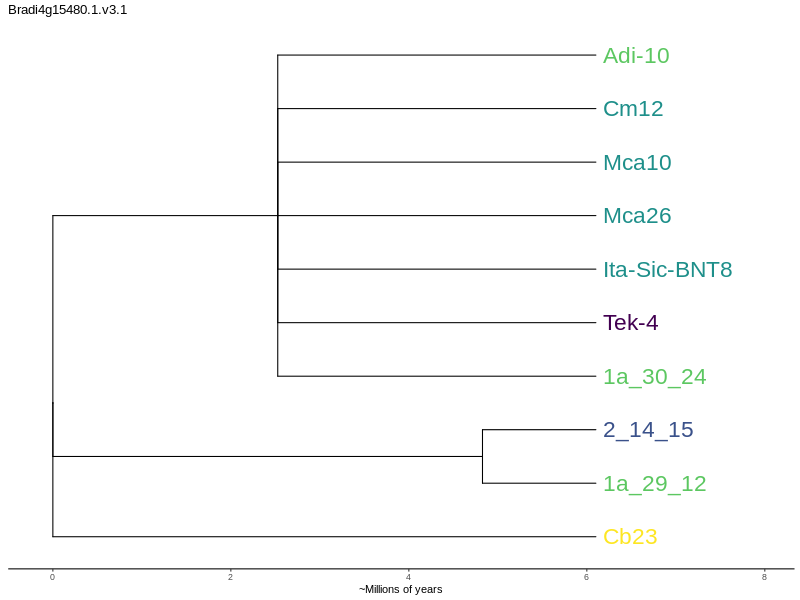 Bradi4g15480.1.v3.1
Adi-10
Cm12
Mca10
Mca26
Ita-Sic-BNT8
Tek-4
1a_30_24
2_14_15
1a_29_12
Cb23
0 2 4 6 8
~Millions of years